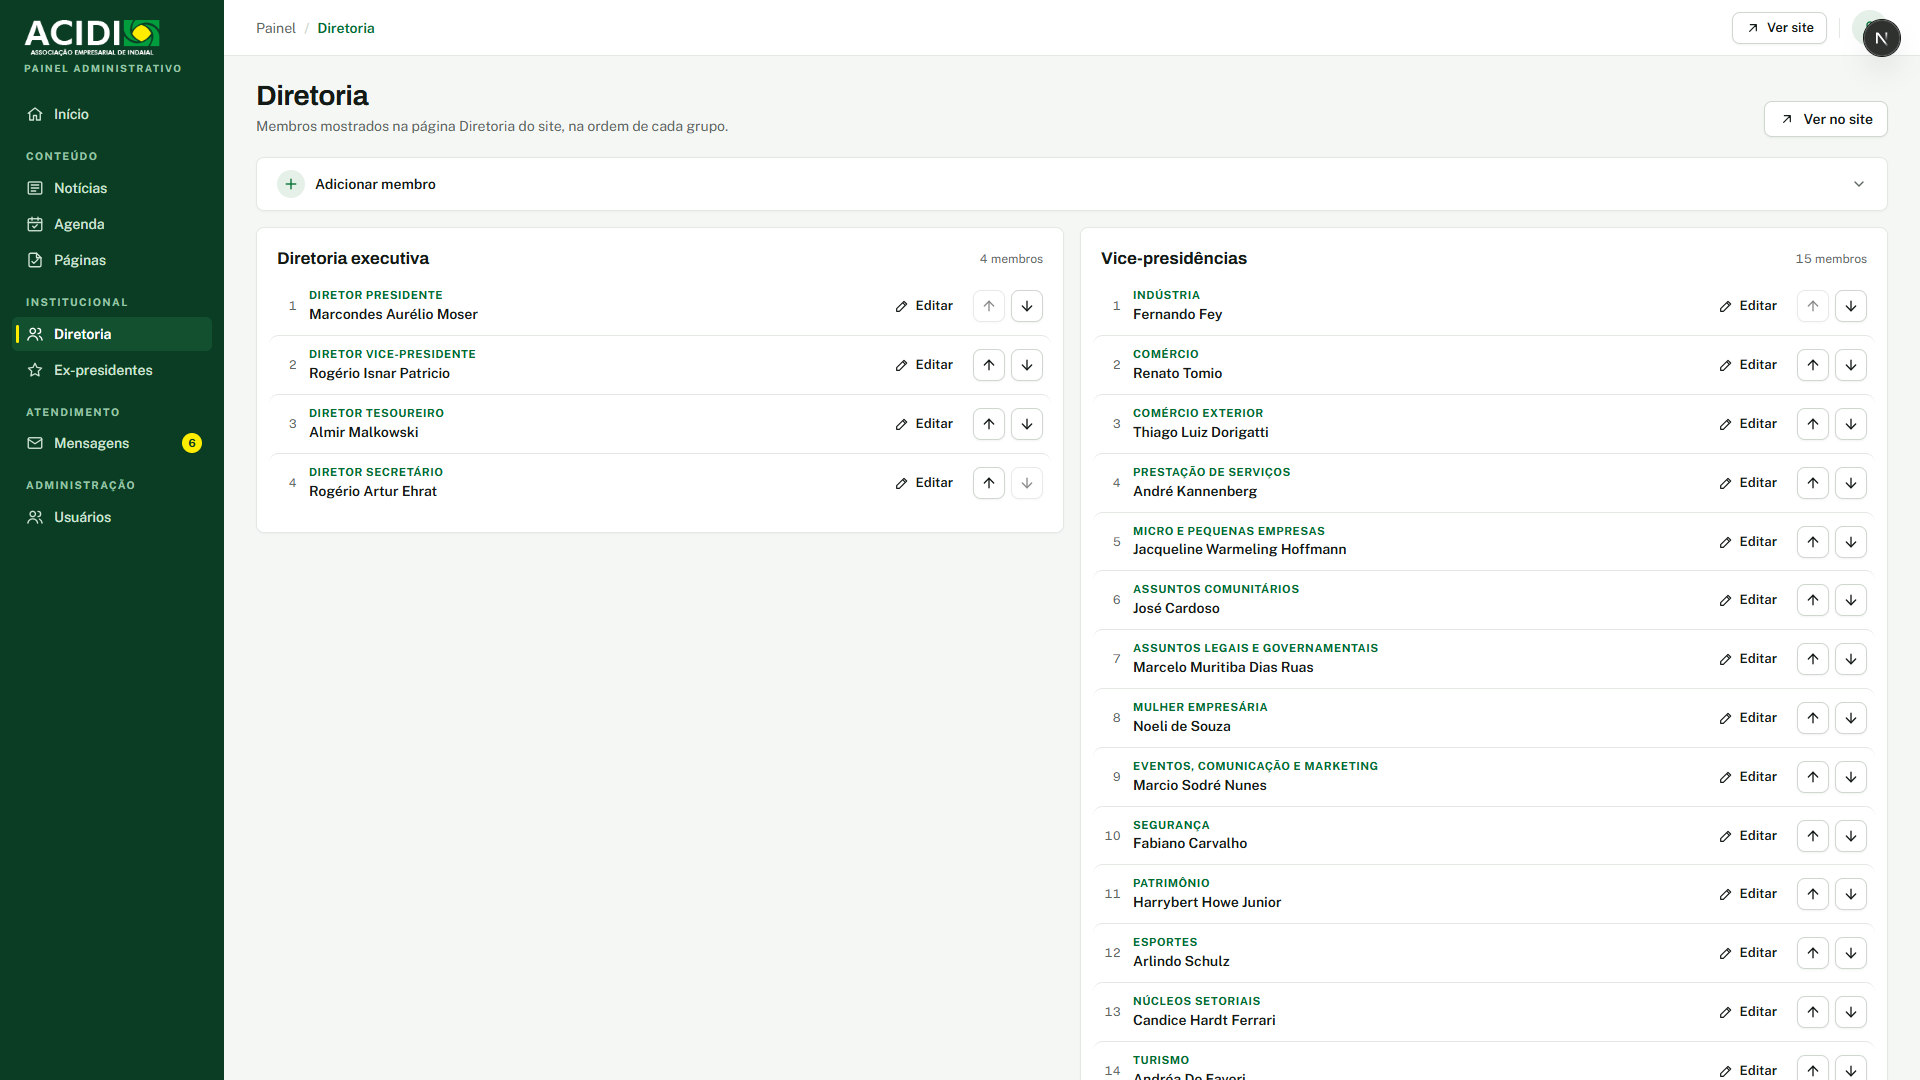 ACIDI
ASSOCIAÇÃO EMPRESARIAL DE INDAIAL
PAINEL ADMINISTRATIVO
Início
CONTEÚDO
Notícias
Agenda
Páginas
INSTITUCIONAL
Diretoria
Ex-presidentes
ATENDIMENTO
Mensagens 6
ADMINISTRAÇÃO
Usuários
Painel / Diretoria
Ver site
N
Diretoria
Membros mostrados na página Diretoria do site, na ordem de cada grupo.
Ver no site
Adicionar membro
Diretoria executiva 4 membros
1 DIRETOR PRESIDENTE
Marcondes Aurélio Moser
Editar
2 DIRETOR VICE-PRESIDENTE
Rogério Isnar Patricio
Editar
3 DIRETOR TESOUREIRO
Almir Malkowski
Editar
4 DIRETOR SECRETÁRIO
Rogério Artur Ehrat
Editar
Vice-presidências 15 membros
1 INDÚSTRIA
Fernando Fey
Editar
2 COMÉRCIO
Renato Tomio
Editar
3 COMÉRCIO EXTERIOR
Thiago Luiz Dorigatti
Editar
4 PRESTAÇÃO DE SERVIÇOS
André Kannenberg
Editar
5 MICRO E PEQUENAS EMPRESAS
Jacqueline Warmeling Hoffmann
Editar
6 ASSUNTOS COMUNITÁRIOS
José Cardoso
Editar
7 ASSUNTOS LEGAIS E GOVERNAMENTAIS
Marcelo Muritiba Dias Ruas
Editar
8 MULHER EMPRESÁRIA
Noeli de Souza
Editar
9 EVENTOS, COMUNICAÇÃO E MARKETING
Marcio Sodré Nunes
Editar
10 SEGURANÇA
Fabiano Carvalho
Editar
11 PATRIMÔNIO
Harrybert Howe Junior
Editar
12 ESPORTES
Arlindo Schulz
Editar
13 NÚCLEOS SETORIAIS
Candice Hardt Ferrari
Editar
14 TURISMO
Andréa De Faveri
Editar